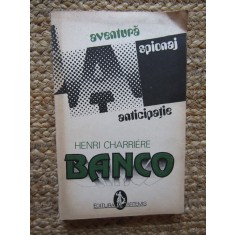 aventură
spionaj
anticipație
HENRI CHARRIERE
BANCO
EDITURA